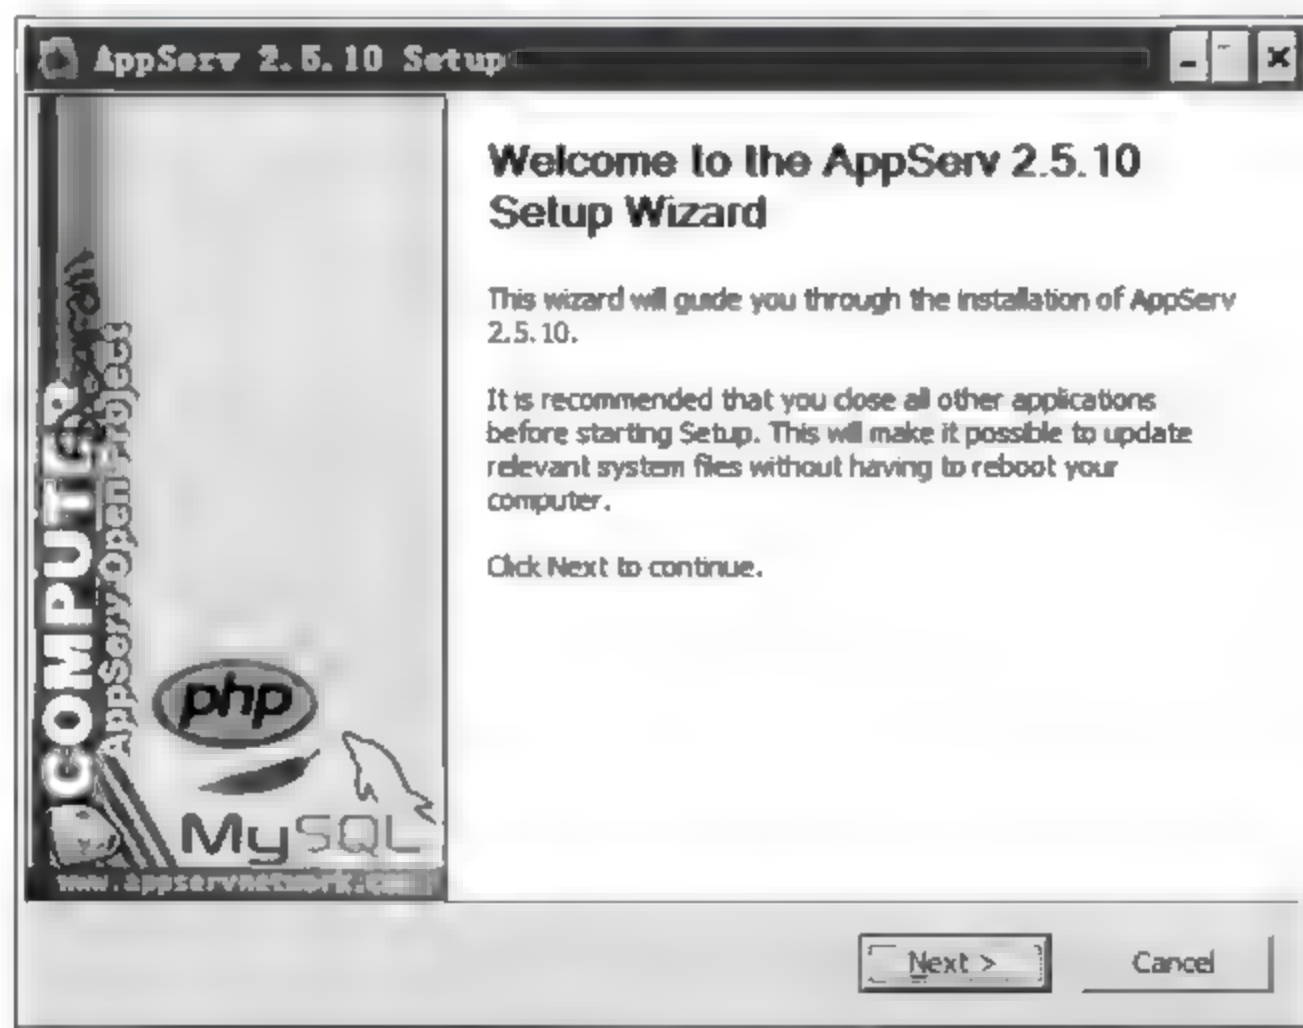 AppServ 2.5.10 Setup
Welcome to the AppServ 2.5.10
Setup Wizard
This wizard will guide you through the installation of AppServ
2.5.10.
It is recommended that you close all other applications
before starting Setup. This will make it possible to update
relevant system files without having to reboot your
computer.
Click Next to continue.
COMPUTER
AppServ Open Project
php
MySQL
Next >
Cancel